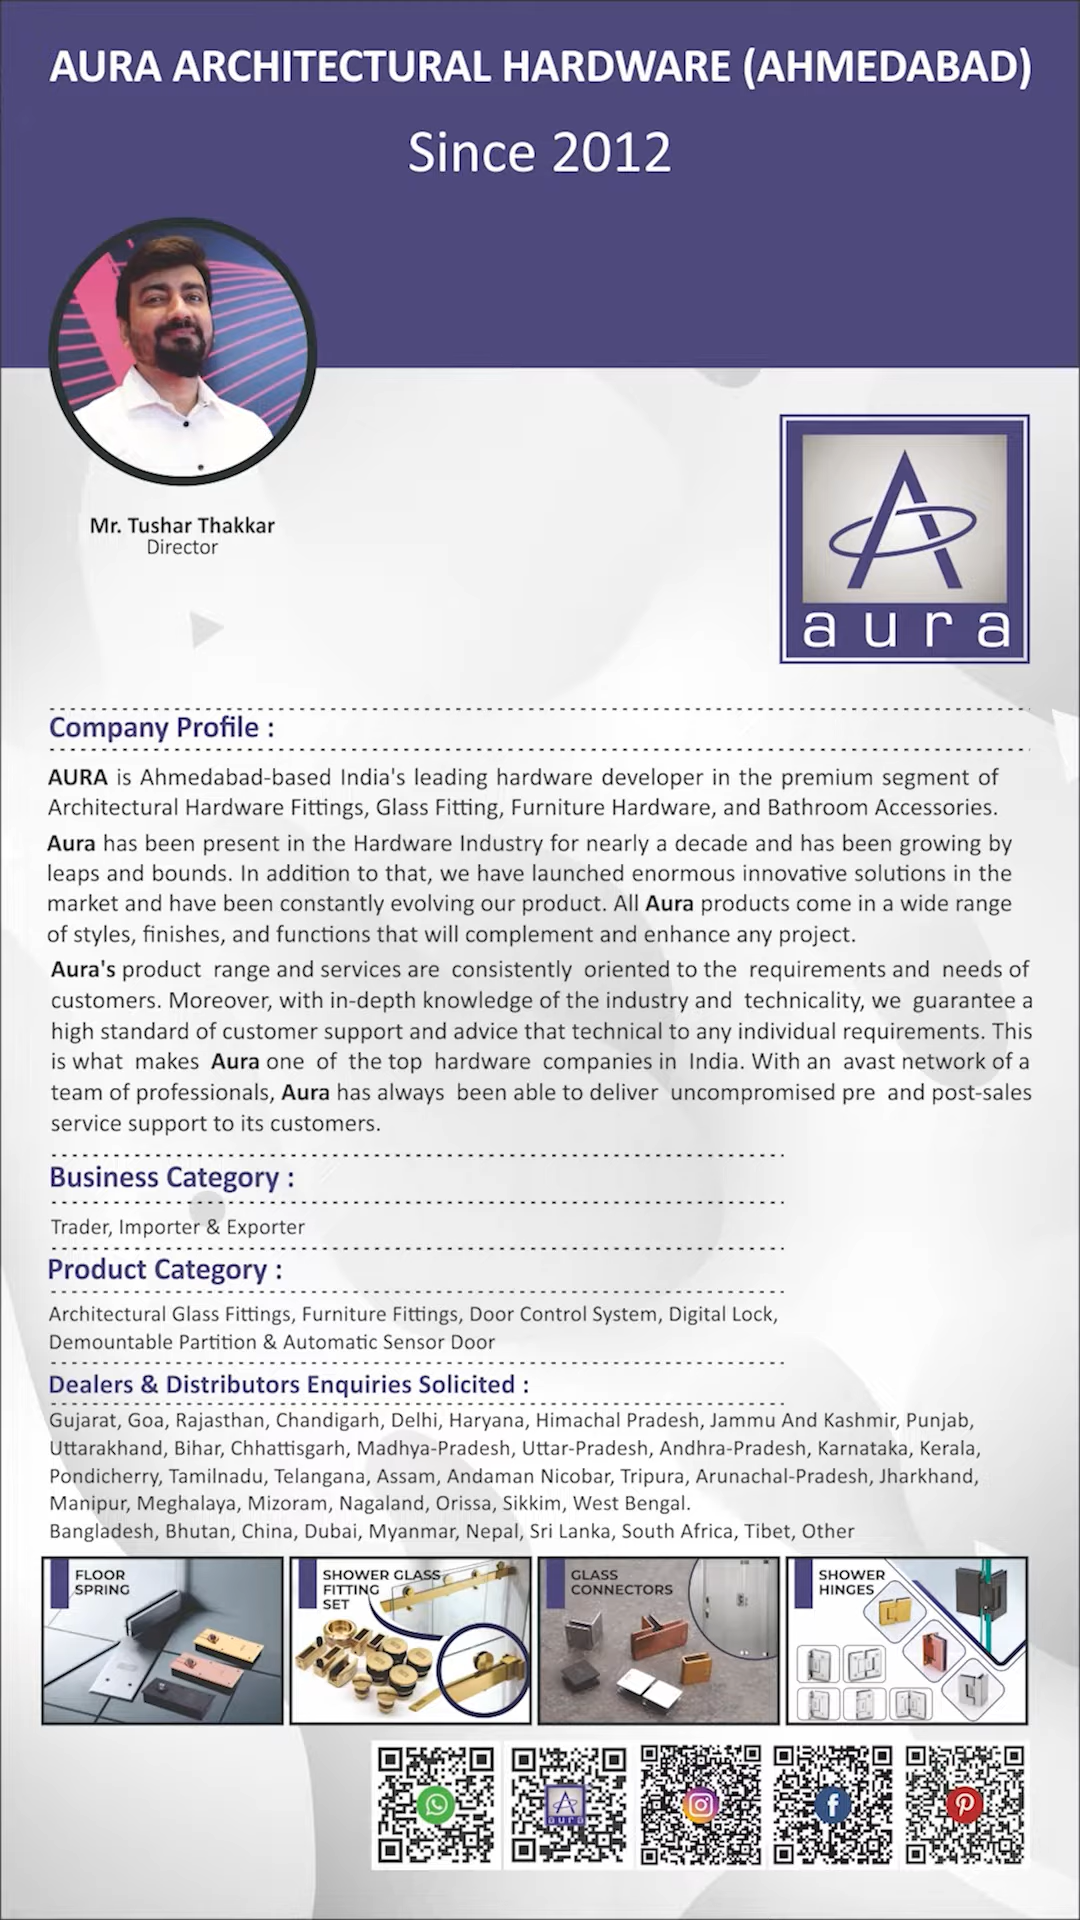 AURA ARCHITECTURAL HARDWARE (AHMEDABAD)
Since 2012
Mr. Tushar Thakkar
Director
aura
Company Profile :
AURA is Ahmedabad-based India's leading hardware developer in the premium segment of
Architectural Hardware Fittings, Glass Fitting, Furniture Hardware, and Bathroom Accessories.
Aura has been present in the Hardware Industry for nearly a decade and has been growing by
leaps and bounds. In addition to that, we have launched enormous innovative solutions in the
market and have been constantly evolving our product. All Aura products come in a wide range
of styles, finishes, and functions that will complement and enhance any project.
Aura's product range and services are consistently oriented to the requirements and needs of
customers. Moreover, with in-depth knowledge of the industry and technicality, we guarantee a
high standard of customer support and advice that technical to any individual requirements. This
is what makes Aura one of the top hardware companies in India. With an avast network of a
team of professionals, Aura has always been able to deliver uncompromised pre and post-sales
service support to its customers.
Business Category :
Trader, Importer & Exporter
Product Category :
Architectural Glass Fittings, Furniture Fittings, Door Control System, Digital Lock,
Demountable Partition & Automatic Sensor Door
Dealers & Distributors Enquiries Solicited :
Gujarat, Goa, Rajasthan, Chandigarh, Delhi, Haryana, Himachal Pradesh, Jammu And Kashmir, Punjab,
Uttarakhand, Bihar, Chhattisgarh, Madhya-Pradesh, Uttar-Pradesh, Andhra-Pradesh, Karnataka, Kerala,
Pondicherry, Tamilnadu, Telangana, Assam, Andaman Nicobar, Tripura, Arunachal-Pradesh, Jharkhand,
Manipur, Meghalaya, Mizoram, Nagaland, Orissa, Sikkim, West Bengal.
Bangladesh, Bhutan, China, Dubai, Myanmar, Nepal, Sri Lanka, South Africa, Tibet, Other
FLOOR
SPRING
SHOWER GLASS
FITTING
SET
GLASS
CONNECTORS
SHOWER
HINGES
aura